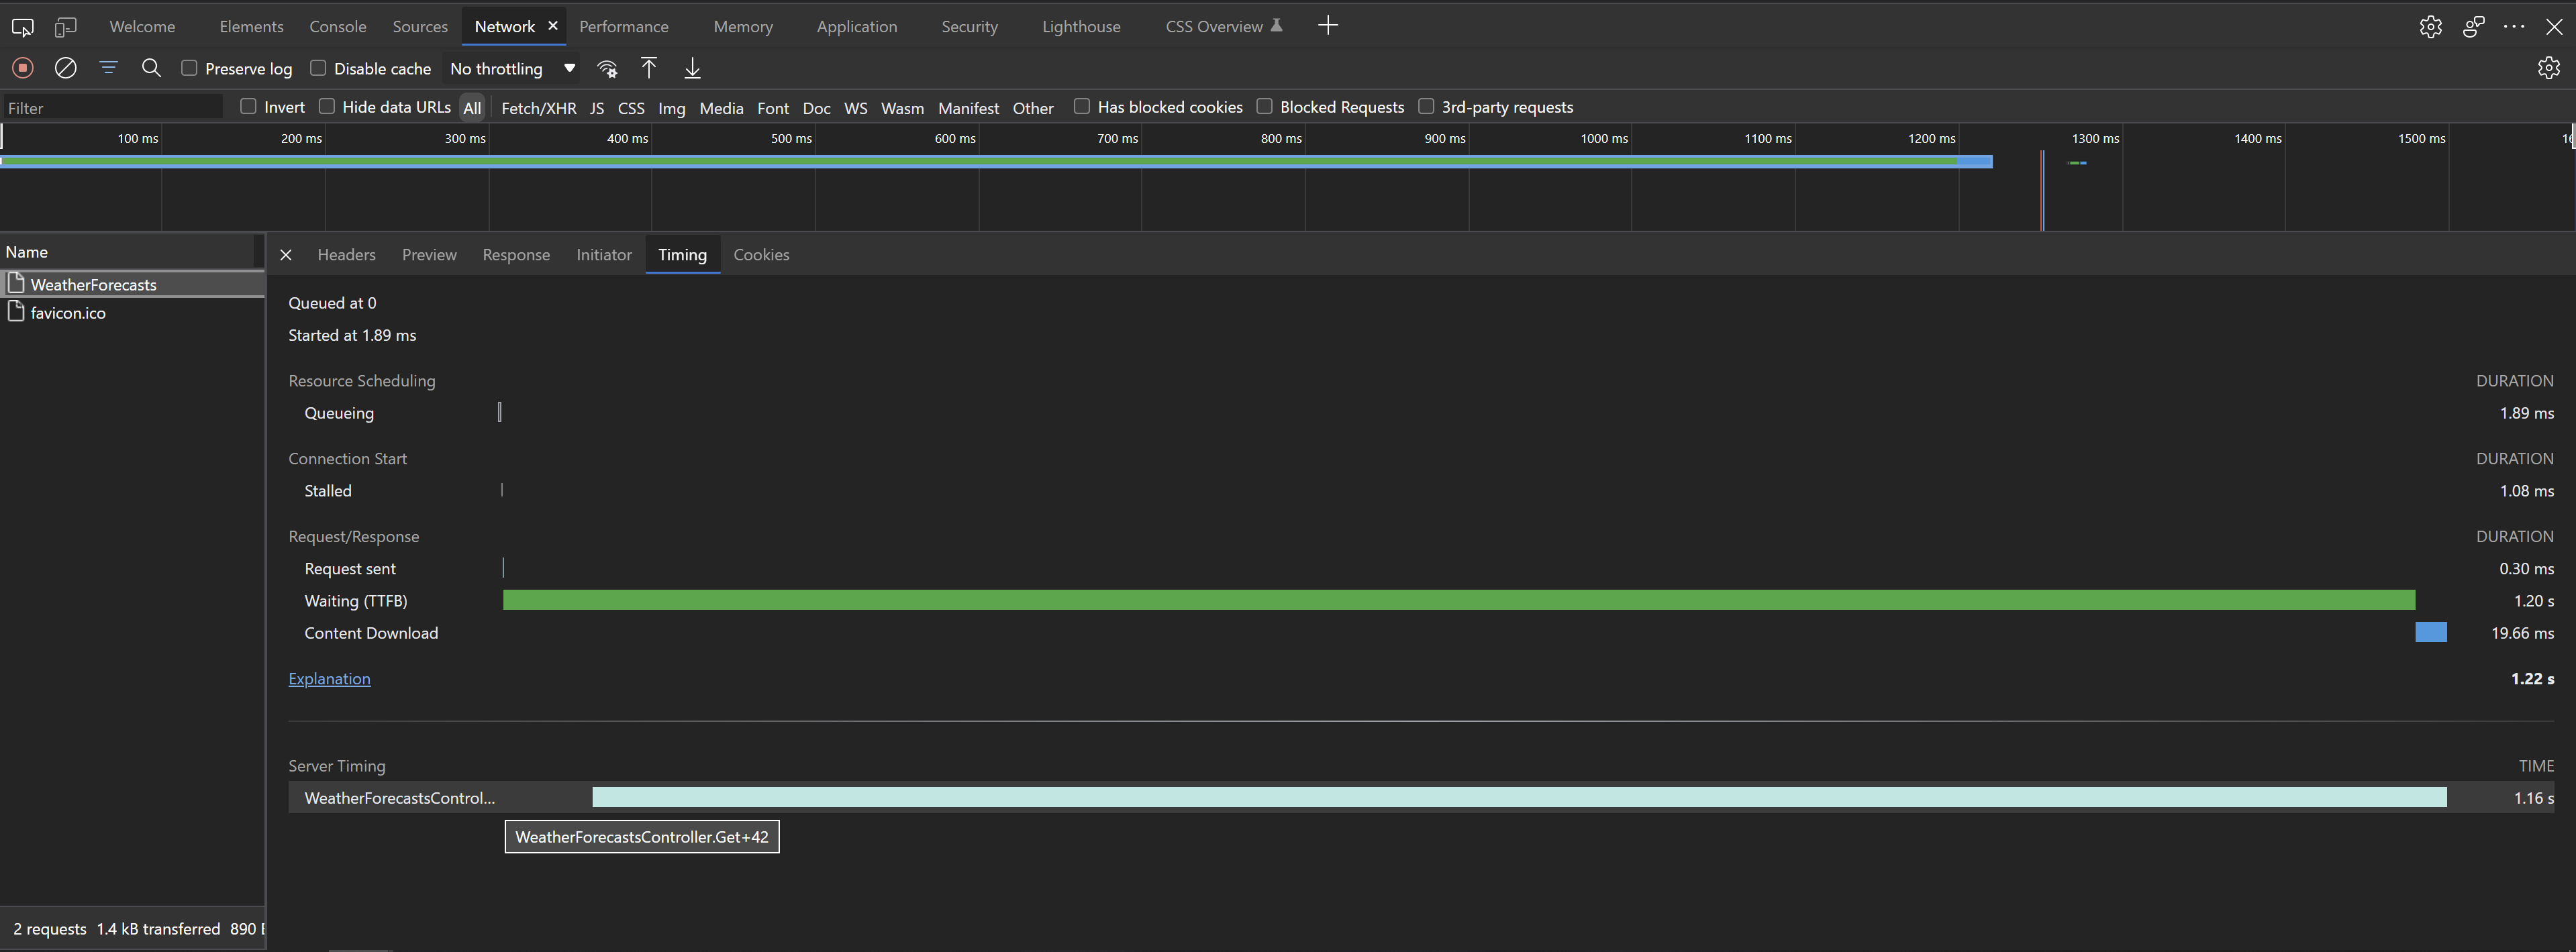 Welcome Elements Console Sources Network Performance Memory Application Security Lighthouse CSS Overview
Preserve log Disable cache No throttling
Filter Invert Hide data URLs All Fetch/XHR JS CSS Img Media Font Doc WS Wasm Manifest Other Has blocked cookies Blocked Requests 3rd-party requests
100 ms 200 ms 300 ms 400 ms 500 ms 600 ms 700 ms 800 ms 900 ms 1000 ms 1100 ms 1200 ms 1300 ms 1400 ms 1500 ms
Name
WeatherForecasts
favicon.ico
Headers Preview Response Initiator Timing Cookies
Queued at 0
Started at 1.89 ms
Resource Scheduling DURATION
Queueing 1.89 ms
Connection Start DURATION
Stalled 1.08 ms
Request/Response DURATION
Request sent 0.30 ms
Waiting (TTFB) 1.20 s
Content Download 19.66 ms
Explanation 1.22 s
Server Timing TIME
WeatherForecastsControl... 1.16 s
WeatherForecastsController.Get+42
2 requests 1.4 kB transferred 890